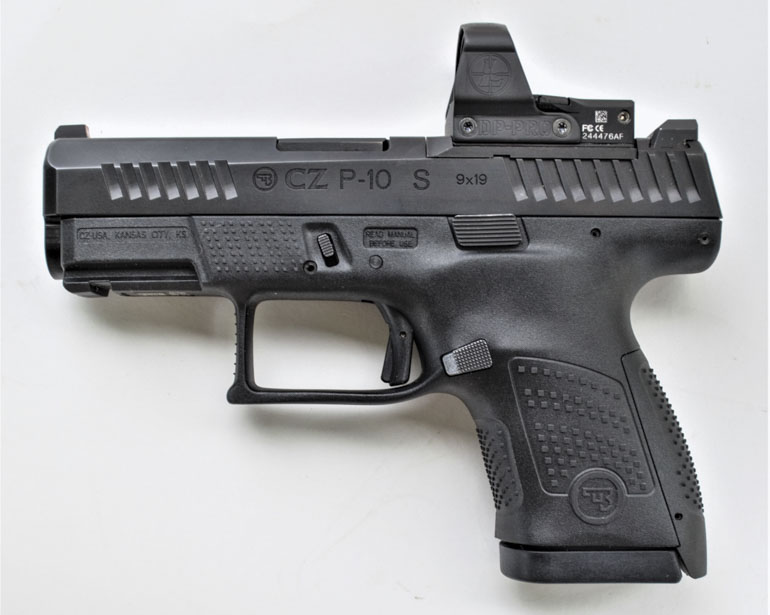 DP-PRO
FC CE
244476AF
CZ P-10 S 9x19
CZ-USA, KANSAS CITY, KS
READ MANUAL
BEFORE USE